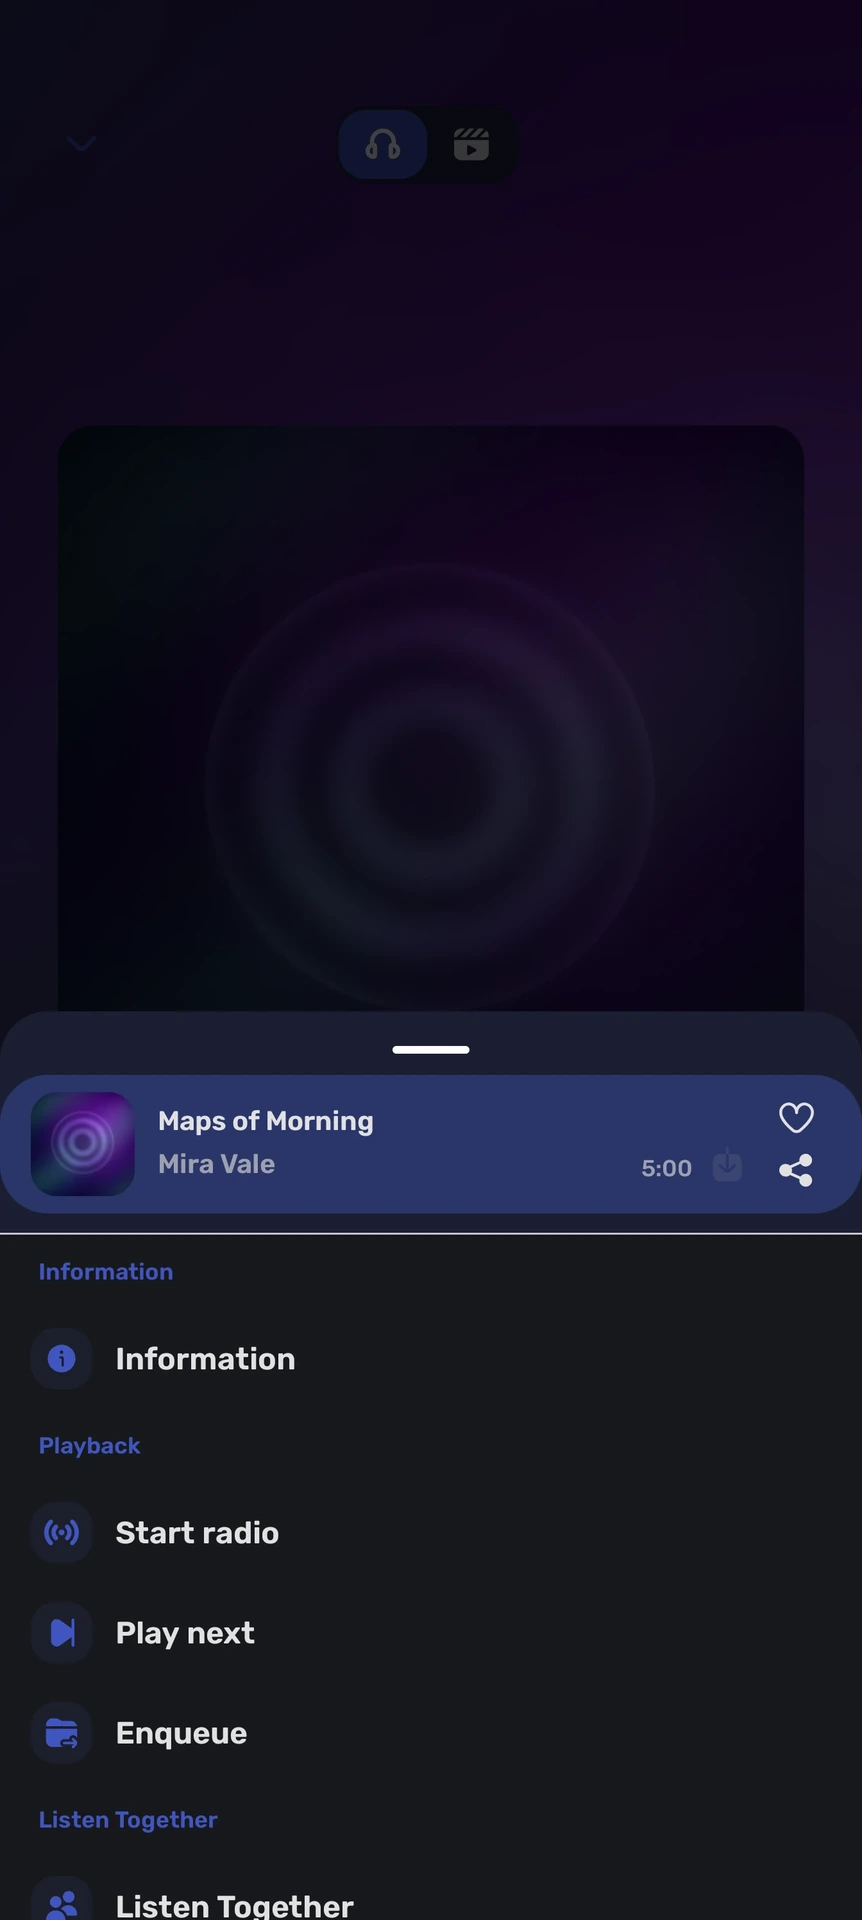 Maps of Morning
Mira Vale
5:00
Information
Information
Playback
Start radio
Play next
Enqueue
Listen Together
Listen Together